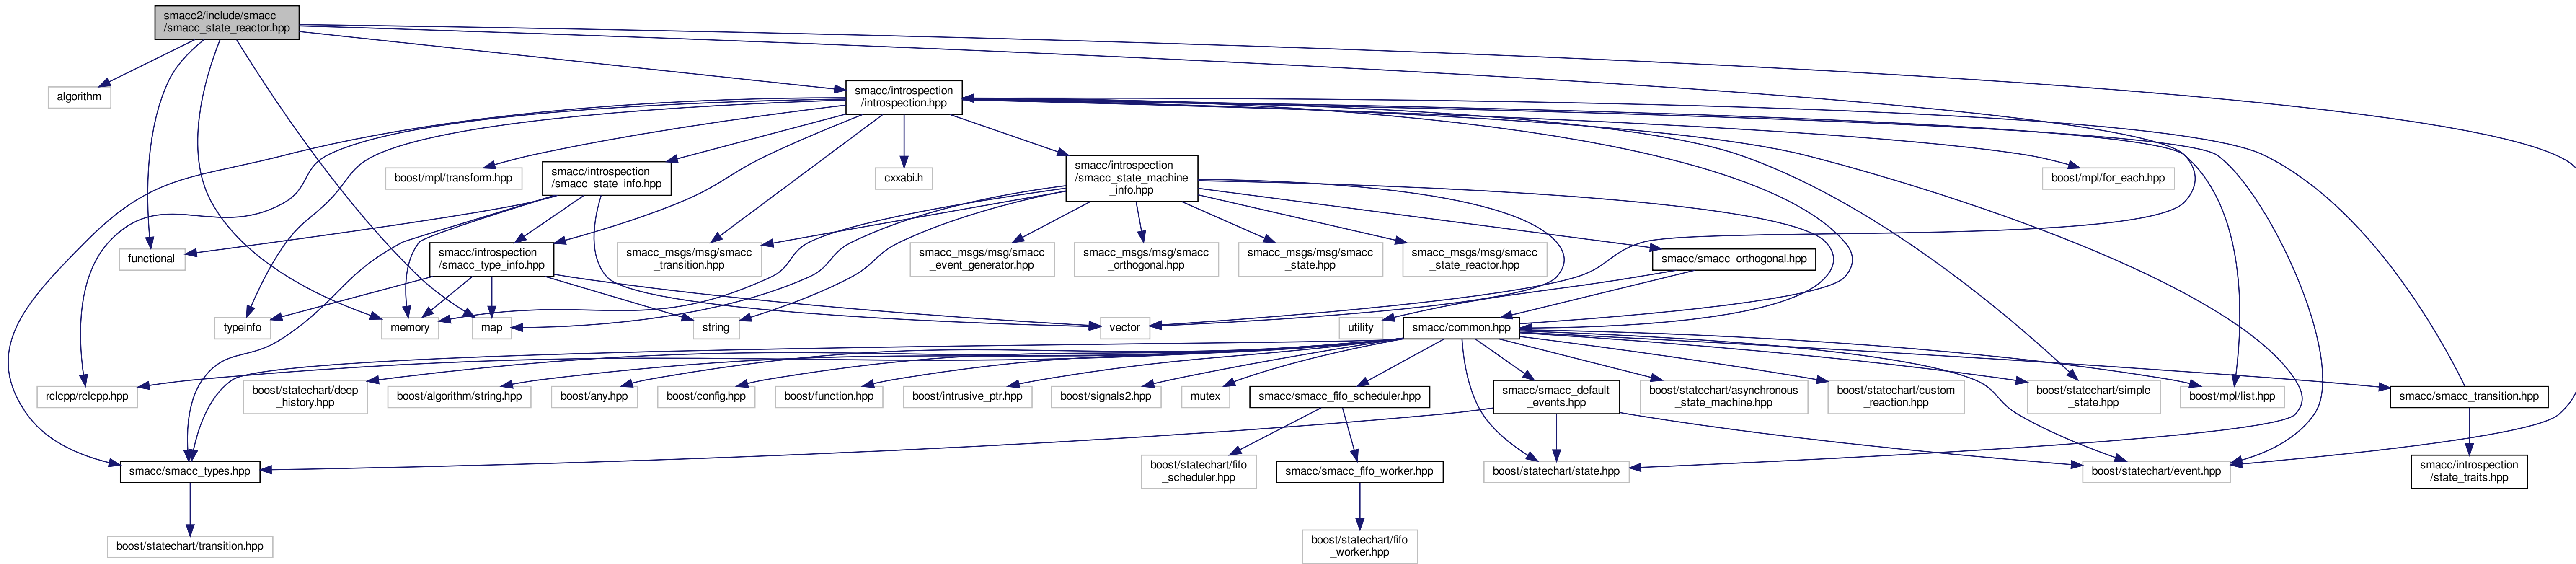 smacc2/include/smacc
/smacc_state_reactor.hpp
algorithm
smacc/introspection
/introspection.hpp
boost/mpl/transform.hpp
smacc/introspection
/smacc_state_info.hpp
cxxabi.h
smacc/introspection
/smacc_state_machine
_info.hpp
boost/mpl/for_each.hpp
functional
smacc/introspection
/smacc_type_info.hpp
smacc_msgs/msg/smacc
_transition.hpp
smacc_msgs/msg/smacc
_event_generator.hpp
smacc_msgs/msg/smacc
_orthogonal.hpp
smacc_msgs/msg/smacc
_state.hpp
smacc_msgs/msg/smacc
_state_reactor.hpp
smacc/smacc_orthogonal.hpp
typeinfo
memory
map
string
vector
utility
smacc/common.hpp
rclcpp/rclcpp.hpp
boost/statechart/deep
_history.hpp
boost/algorithm/string.hpp
boost/any.hpp
boost/config.hpp
boost/function.hpp
boost/intrusive_ptr.hpp
boost/signals2.hpp
mutex
smacc/smacc_fifo_scheduler.hpp
smacc/smacc_default
_events.hpp
boost/statechart/asynchronous
_state_machine.hpp
boost/statechart/custom
_reaction.hpp
boost/statechart/simple
_state.hpp
boost/mpl/list.hpp
smacc/smacc_transition.hpp
smacc/smacc_types.hpp
boost/statechart/fifo
_scheduler.hpp
smacc/smacc_fifo_worker.hpp
boost/statechart/state.hpp
boost/statechart/event.hpp
smacc/introspection
/state_traits.hpp
boost/statechart/transition.hpp
boost/statechart/fifo
_worker.hpp